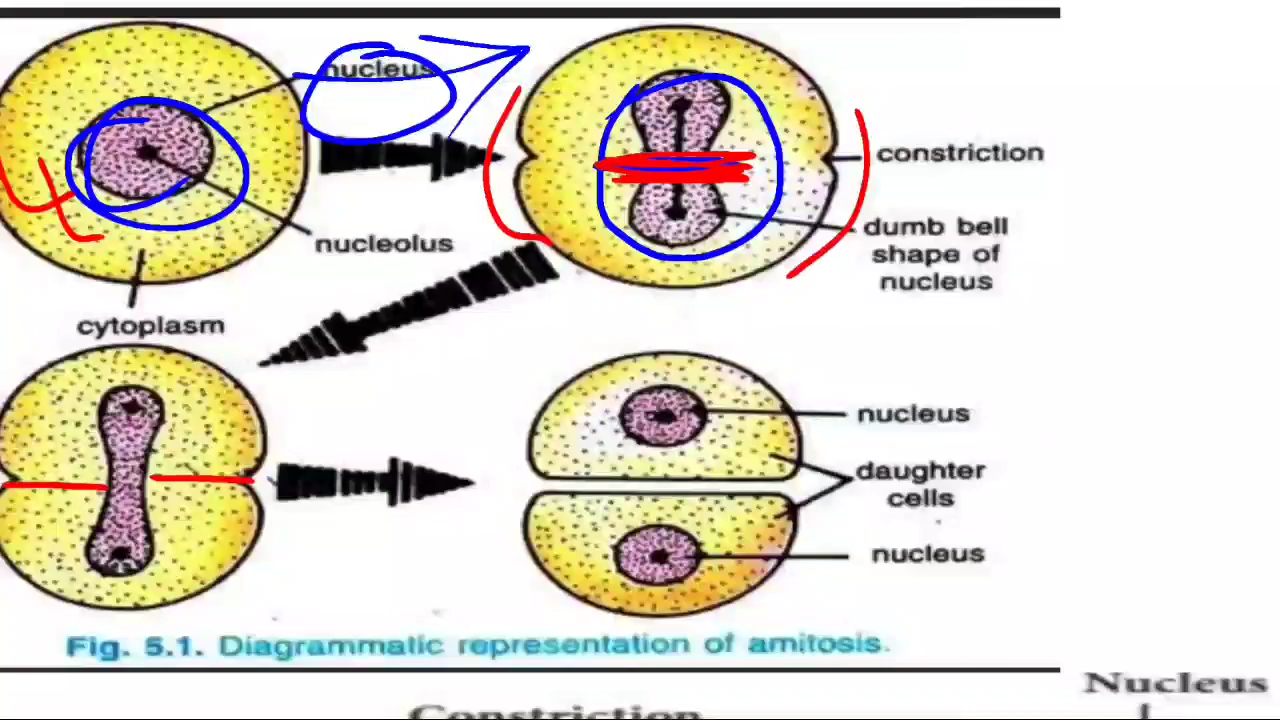 nucleus
constriction
dumb bell
shape of
nucleus
nucleolus
cytoplasm
nucleus
daughter
cells
nucleus
Fig. 5.1. Diagrammatic representation of amitosis.
Nucleus
Constriction